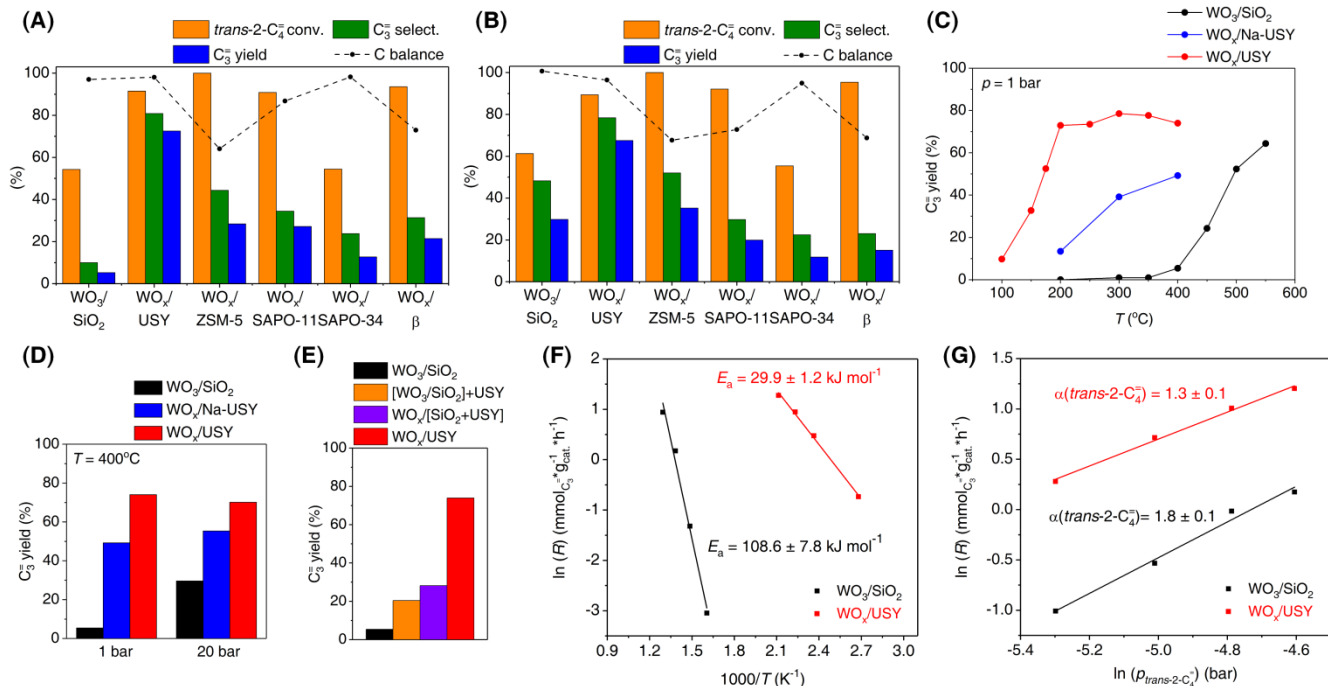 (A)
trans-2-C₄⁼ conv.
C₃⁼ select.
C₃⁼ yield
C balance
100
80
60
40
20
0
(%)
WO₃/
SiO₂
WOₓ/
USY
WOₓ/
ZSM-5
WOₓ/
SAPO-11
WOₓ/
SAPO-34
WOₓ/
β
(B)
trans-2-C₄⁼ conv.
C₃⁼ select.
C₃⁼ yield
C balance
100
80
60
40
20
0
(%)
WO₃/
SiO₂
WOₓ/
USY
WOₓ/
ZSM-5
WOₓ/
SAPO-11
WOₓ/
SAPO-34
WOₓ/
β
(C)
WO₃/SiO₂
WOₓ/Na-USY
WOₓ/USY
p = 1 bar
100
80
60
40
20
0
C₃⁼ yield (%)
100 200 300 400 500 600
T (°C)
(D)
WO₃/SiO₂
WOₓ/Na-USY
WOₓ/USY
T = 400°C
100
80
60
40
20
0
C₃⁼ yield (%)
1 bar 20 bar
(E)
WO₃/SiO₂
[WO₃/SiO₂]+USY
WOₓ/[SiO₂+USY]
WOₓ/USY
100
80
60
40
20
0
C₃⁼ yield (%)
(F)
2
1
0
-1
-2
-3
ln (R) (mmol_C₃⁼*g⁻¹_cat.*h⁻¹)
Eₐ = 29.9 ± 1.2 kJ mol⁻¹
Eₐ = 108.6 ± 7.8 kJ mol⁻¹
WO₃/SiO₂
WOₓ/USY
0.9 1.2 1.5 1.8 2.1 2.4 2.7 3.0
1000/T (K⁻¹)
(G)
1.5
1.0
0.5
0.0
-0.5
-1.0
ln (R) (mmol_C₃⁼*g⁻¹_cat.*h⁻¹)
α(trans-2-C₄⁼) = 1.3 ± 0.1
α(trans-2-C₄⁼)= 1.8 ± 0.1
WO₃/SiO₂
WOₓ/USY
-5.4 -5.2 -5.0 -4.8 -4.6
ln (p_trans-2-C₄⁼) (bar)